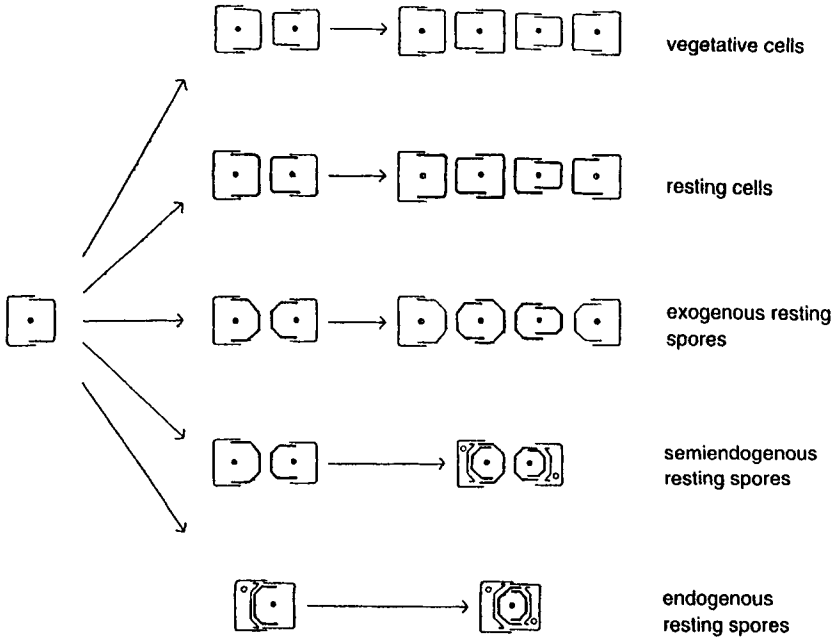 vegetative cells
resting cells
exogenous resting
spores
semiendogenous
resting spores
endogenous
resting spores